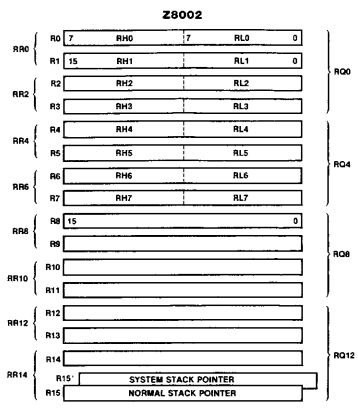 Z8002
RR0 R0 7 RH0 7 RL0 0
R1 15 RH1 RL1 0
RQ0
RR2 R2 RH2 RL2
R3 RH3 RL3
RR4 R4 RH4 RL4
R5 RH5 RL5
RQ4
RR6 R6 RH6 RL6
R7 RH7 RL7
RR8 R8 15 0
R9
RQ8
RR10 R10
R11
RR12 R12
R13
RQ12
RR14 R14
R15' SYSTEM STACK POINTER
R15 NORMAL STACK POINTER